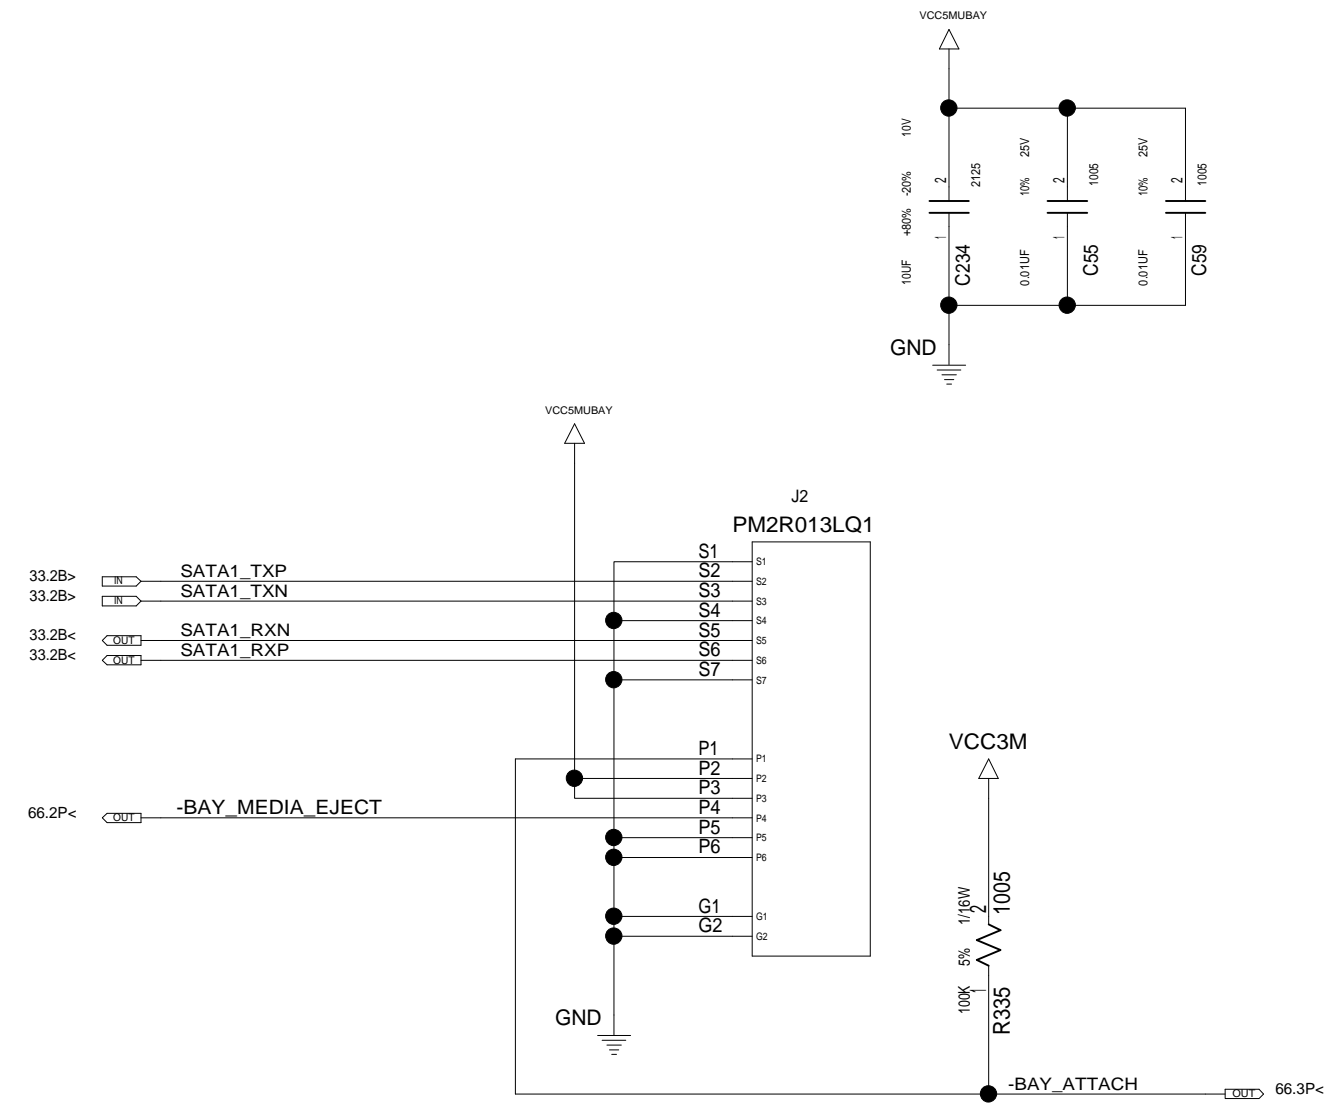 VCC5MUBAY
10V
-20%
+80%
10UF
2
2125
1
C234
25V
10%
0.01UF
2
1005
1
C55
25V
10%
0.01UF
2
1005
1
C59
GND
VCC5MUBAY
J2
PM2R013LQ1
S1 S1
33.2B> IN SATA1_TXP S2 S2
33.2B> IN SATA1_TXN S3 S3
S4 S4
33.2B< OUT SATA1_RXN S5 S5
33.2B< OUT SATA1_RXP S6 S6
S7 S7
P1 P1
P2 P2
P3 P3
66.2P< OUT -BAY_MEDIA_EJECT P4 P4
P5 P5
P6 P6
G1 G1
G2 G2
GND
VCC3M
1/16W
5%
100K
2
1005
1
R335
-BAY_ATTACH OUT 66.3P<